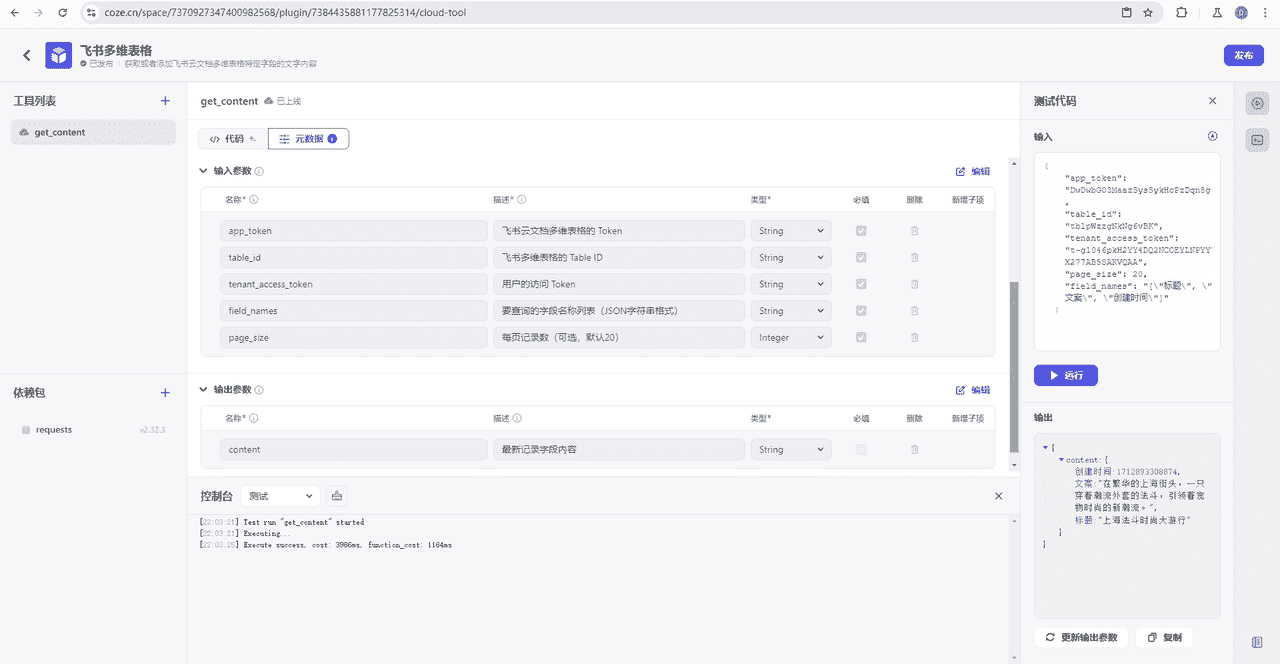 coze.cn/space/7370927347400982568/plugin/7384435881177825314/cloud-tool
飞书多维表格
已发布 | 获取或者添加飞书云文档多维表格特定字段的文字内容
发布
工具列表
get_content
依赖包
requests v2.32.3
get_content 已上线
代码 元数据
输入参数
编辑
名称* 描述* 类型* 必填 删除 新增子项
app_token 飞书云文档多维表格的 Token String
table_id 飞书多维表格的 Table ID String
tenant_access_token 用户的访问 Token String
field_names 要查询的字段名称列表（JSON字符串格式） String
page_size 每页记录数（可选，默认20） Integer
输出参数
编辑
名称* 描述 类型* 必填 删除 新增子项
content 最新记录字段内容 String
控制台 测试
[22:03:21] Test run "get_content" started
[22:03:21] Executing...
[22:03:25] Execute success, cost: 3986ms, function_cost: 1164ms
测试代码
输入
{
"app_token":
,
"table_id":
"tenant_access_token":
"page_size": 20,
"field_names": "[\"标题\", \"
文案\", \"创建时间\"]"
}
运行
输出
{
content:{
创建时间:1712893308874,
文案:"在繁华的上海街头，一只
穿着潮流外套的法斗，引领着宠
物时尚的新潮流。",
标题:"上海法斗时尚大游行"
}
}
更新输出参数
复制